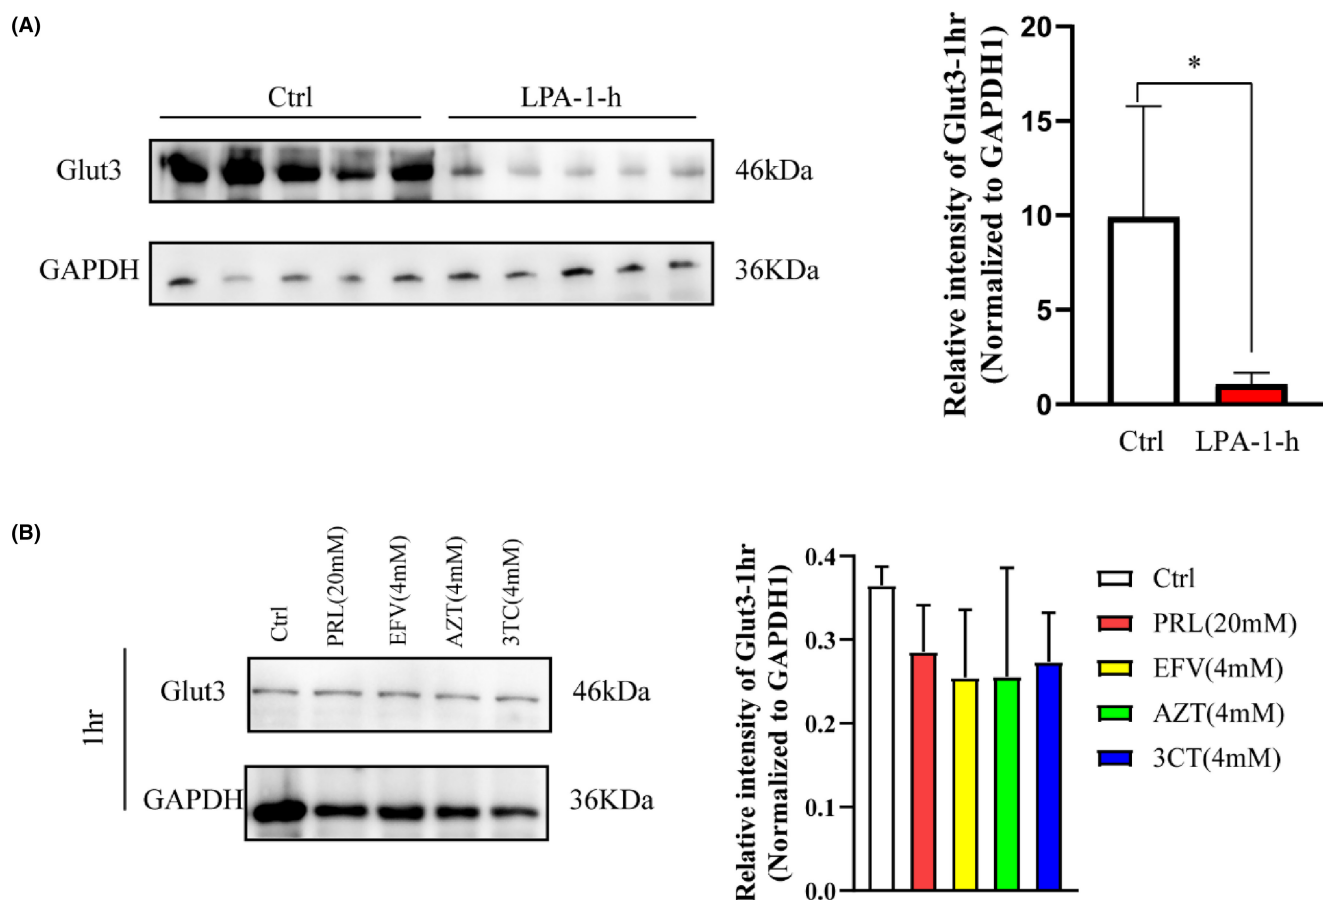 (A)
Ctrl
LPA-1-h
Glut3
46kDa
GAPDH
36KDa
Relative intensity of Glut3-1hr
(Normalized to GAPDH1)
20
15
10
5
0
*
Ctrl
LPA-1-h
(B)
Ctrl
PRL(20mM)
EFV(4mM)
AZT(4mM)
3TC(4mM)
1hr
Glut3
46kDa
GAPDH
36KDa
Relative intensity of Glut3-1hr
(Normalized to GAPDH1)
0.4
0.3
0.2
0.1
0.0
Ctrl
PRL(20mM)
EFV(4mM)
AZT(4mM)
3CT(4mM)